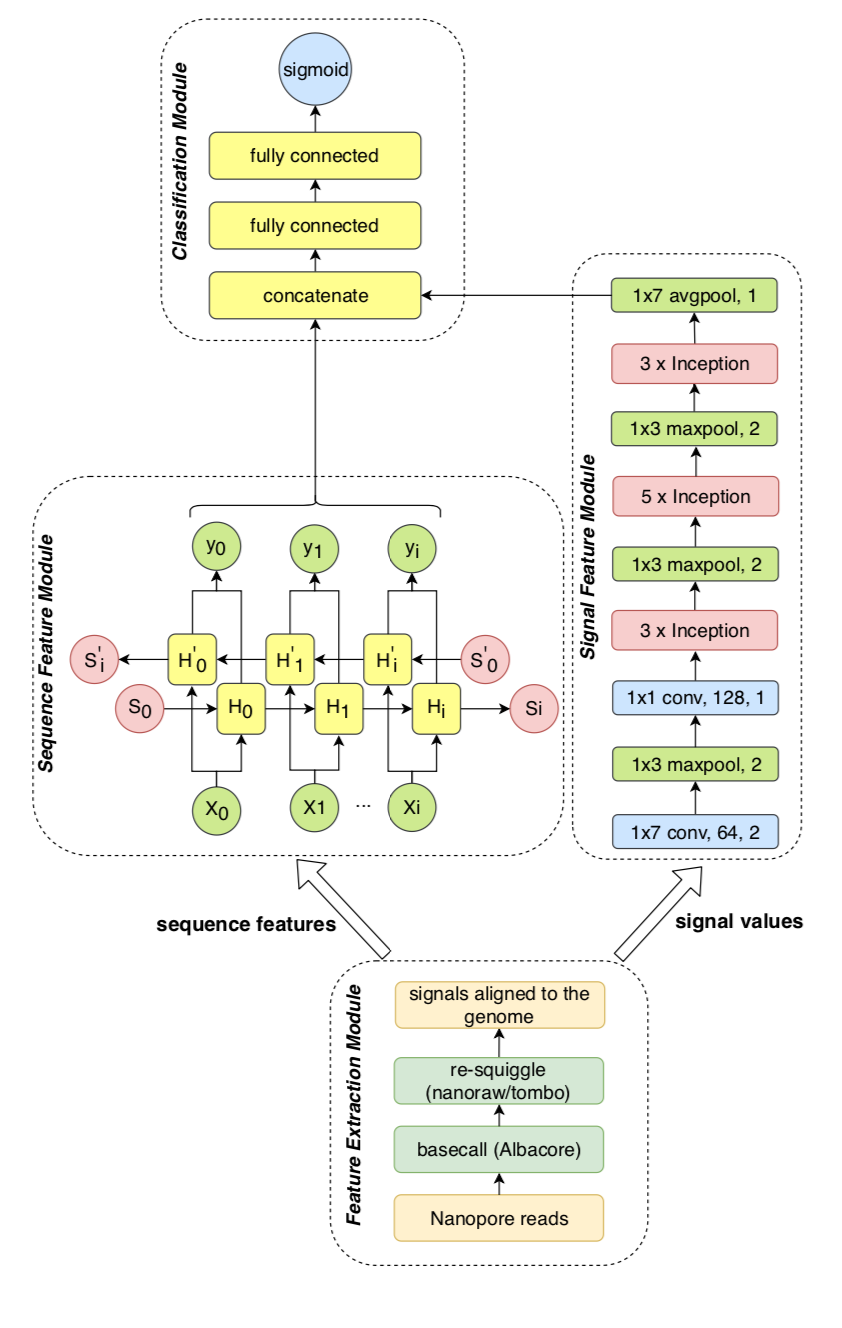 Classification Module
sigmoid
fully connected
fully connected
concatenate
Signal Feature Module
1x7 avgpool, 1
3 x Inception
1x3 maxpool, 2
5 x Inception
1x3 maxpool, 2
3 x Inception
1x1 conv, 128, 1
1x3 maxpool, 2
1x7 conv, 64, 2
Sequence Feature Module
y0 y1 yi
S'i H'0 H'1 H'i S'0
S0 H0 H1 Hi Si
X0 X1 ... Xi
sequence features
signal values
Feature Extraction Module
signals aligned to the
genome
re-squiggle
(nanoraw/tombo)
basecall (Albacore)
Nanopore reads